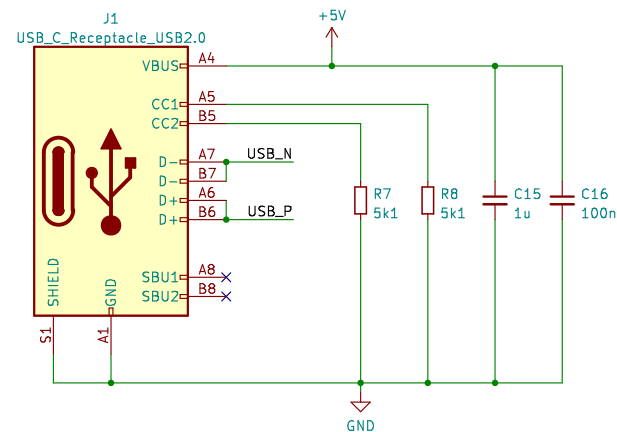 J1
USB_C_Receptacle_USB2.0
+5V
VBUS A4
CC1 A5
CC2 B5
D- A7 USB_N
D- B7
D+ A6
D+ B6 USB_P
R7
5k1
R8
5k1
C15
1u
C16
100n
SBU1 A8
SBU2 B8
SHIELD
GND
S1
A1
GND